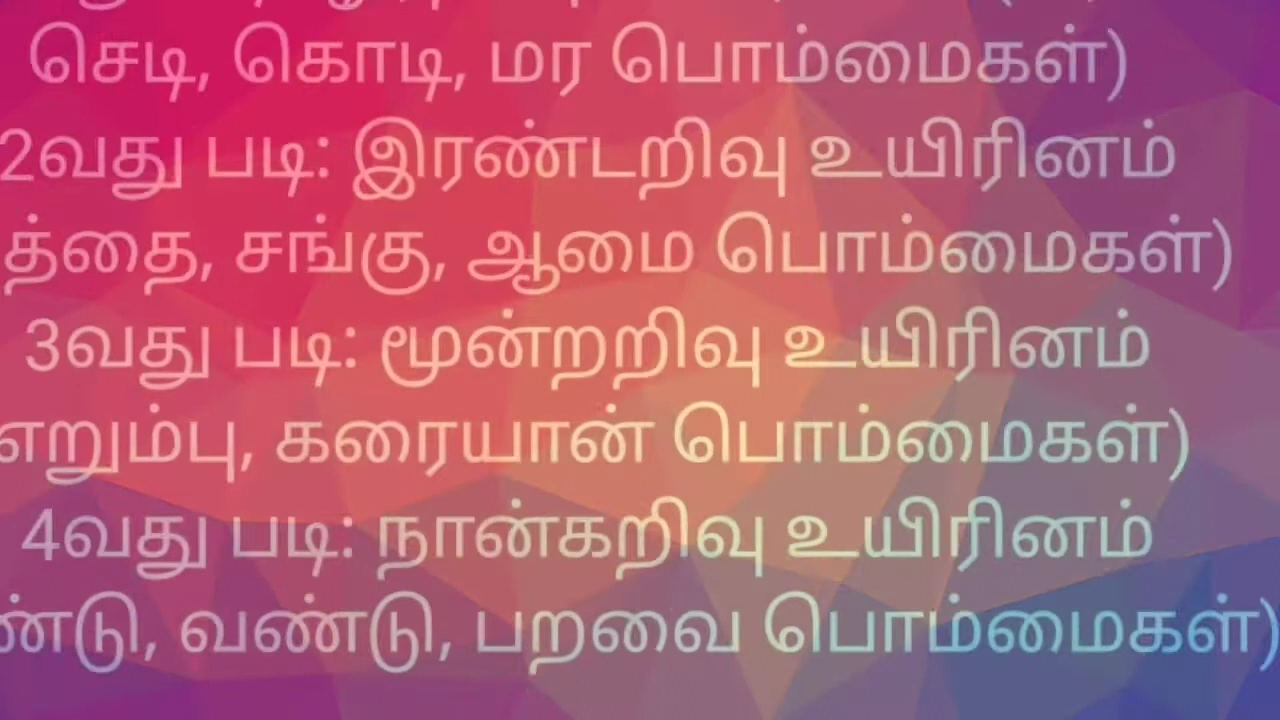 செடி, கொடி, மர பொம்மைகள்)
2வது படி: இரண்டறிவு உயிரினம்
த்தை, சங்கு, ஆமை பொம்மைகள்)
3வது படி: மூன்றறிவு உயிரினம்
எறும்பு, கரையான் பொம்மைகள்)
4வது படி: நான்கறிவு உயிரினம்
ண்டு, வண்டு, பறவை பொம்மைகள்)